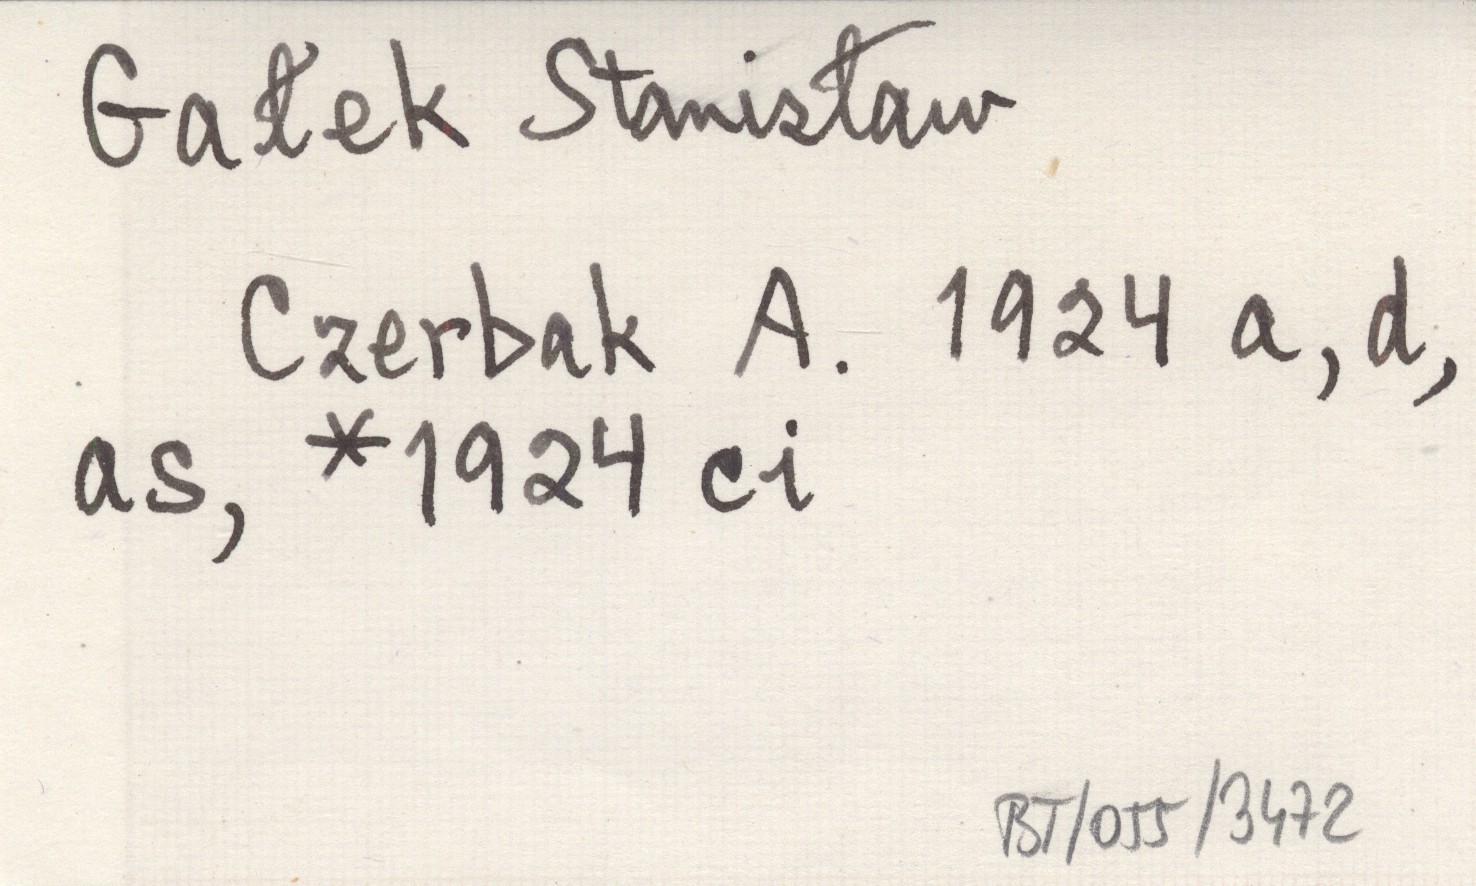 Gałek Stanisław
Czerbak A. 1924 a, d,
as, *1924 ci
BT/055/3472